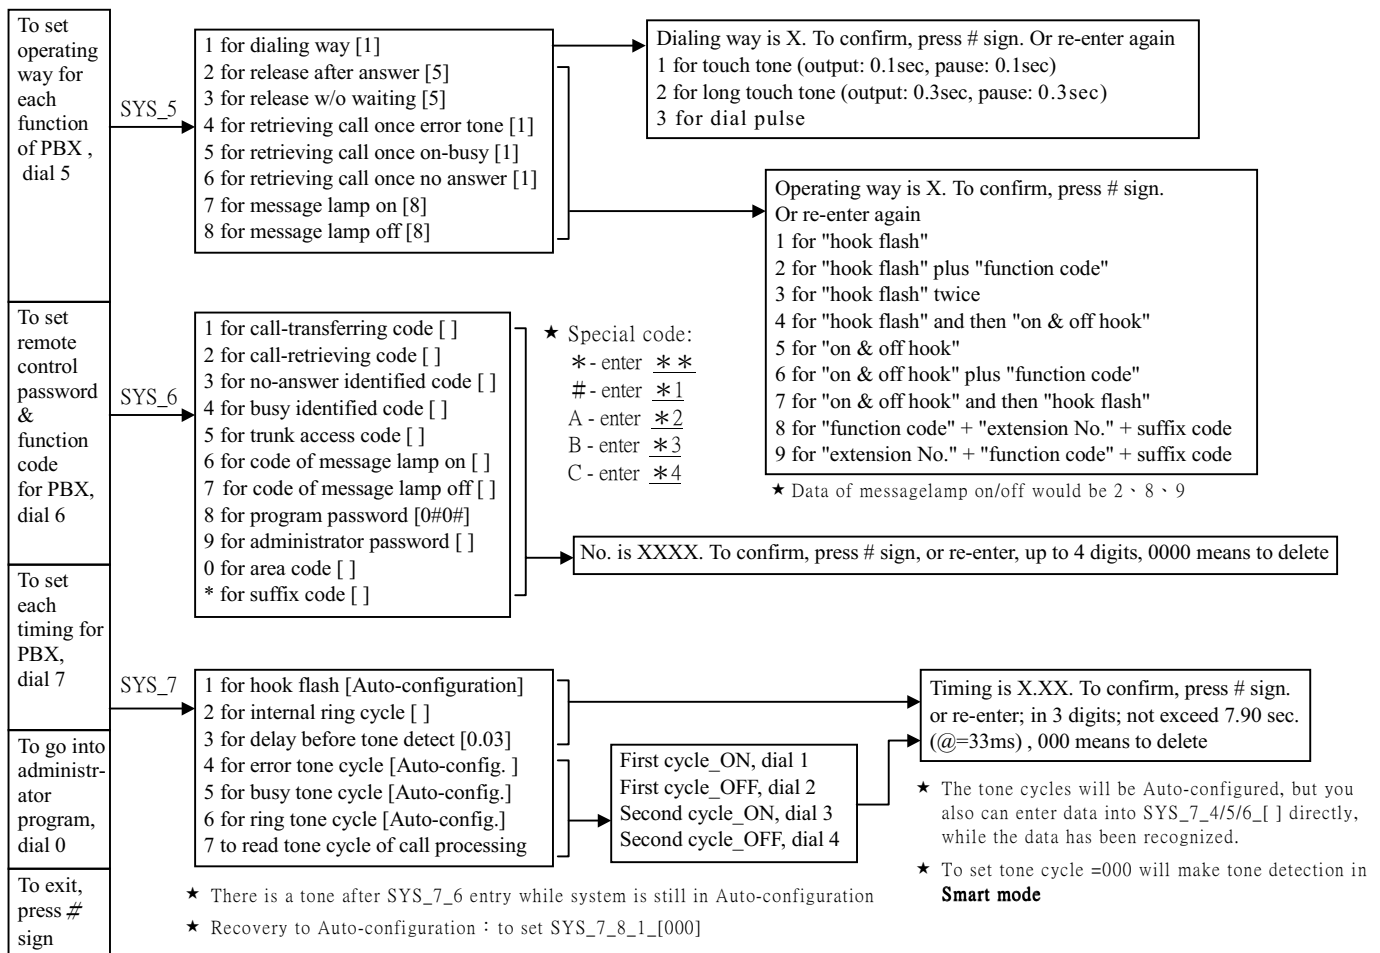 To set
operating
way for
each
function
of PBX ,
dial 5
SYS_5
1 for dialing way [1]
2 for release after answer [5]
3 for release w/o waiting [5]
4 for retrieving call once error tone [1]
5 for retrieving call once on-busy [1]
6 for retrieving call once no answer [1]
7 for message lamp on [8]
8 for message lamp off [8]
Dialing way is X. To confirm, press # sign. Or re-enter again
1 for touch tone (output: 0.1sec, pause: 0.1sec)
2 for long touch tone (output: 0.3sec, pause: 0.3sec)
3 for dial pulse
Operating way is X. To confirm, press # sign.
Or re-enter again
1 for "hook flash"
2 for "hook flash" plus "function code"
3 for "hook flash" twice
4 for "hook flash" and then "on & off hook"
5 for "on & off hook"
6 for "on & off hook" plus "function code"
7 for "on & off hook" and then "hook flash"
8 for "function code" + "extension No." + suffix code
9 for "extension No." + "function code" + suffix code
★ Data of messagelamp on/off would be 2、8、9
To set
remote
control
password
&
function
code
for PBX,
dial 6
SYS_6
1 for call-transferring code [ ]
2 for call-retrieving code [ ]
3 for no-answer identified code [ ]
4 for busy identified code [ ]
5 for trunk access code [ ]
6 for code of message lamp on [ ]
7 for code of message lamp off [ ]
8 for program password [0#0#]
9 for administrator password [ ]
0 for area code [ ]
* for suffix code [ ]
★ Special code:
＊- enter ＊＊
＃- enter ＊1
A - enter ＊2
B - enter ＊3
C - enter ＊4
No. is XXXX. To confirm, press # sign, or re-enter, up to 4 digits, 0000 means to delete
To set
each
timing for
PBX,
dial 7
SYS_7
1 for hook flash [Auto-configuration]
2 for internal ring cycle [ ]
3 for delay before tone detect [0.03]
4 for error tone cycle [Auto-config. ]
5 for busy tone cycle [Auto-config.]
6 for ring tone cycle [Auto-config.]
7 to read tone cycle of call processing
First cycle_ON, dial 1
First cycle_OFF, dial 2
Second cycle_ON, dial 3
Second cycle_OFF, dial 4
Timing is X.XX. To confirm, press # sign.
or re-enter; in 3 digits; not exceed 7.90 sec.
(@=33ms) , 000 means to delete
★ The tone cycles will be Auto-configured, but you
also can enter data into SYS_7_4/5/6_[ ] directly,
while the data has been recognized.
★ To set tone cycle =000 will make tone detection in
Smart mode
To go into
administr-
ator
program,
dial 0
To exit,
press ＃
sign
★ There is a tone after SYS_7_6 entry while system is still in Auto-configuration
★ Recovery to Auto-configuration：to set SYS_7_8_1_[000]